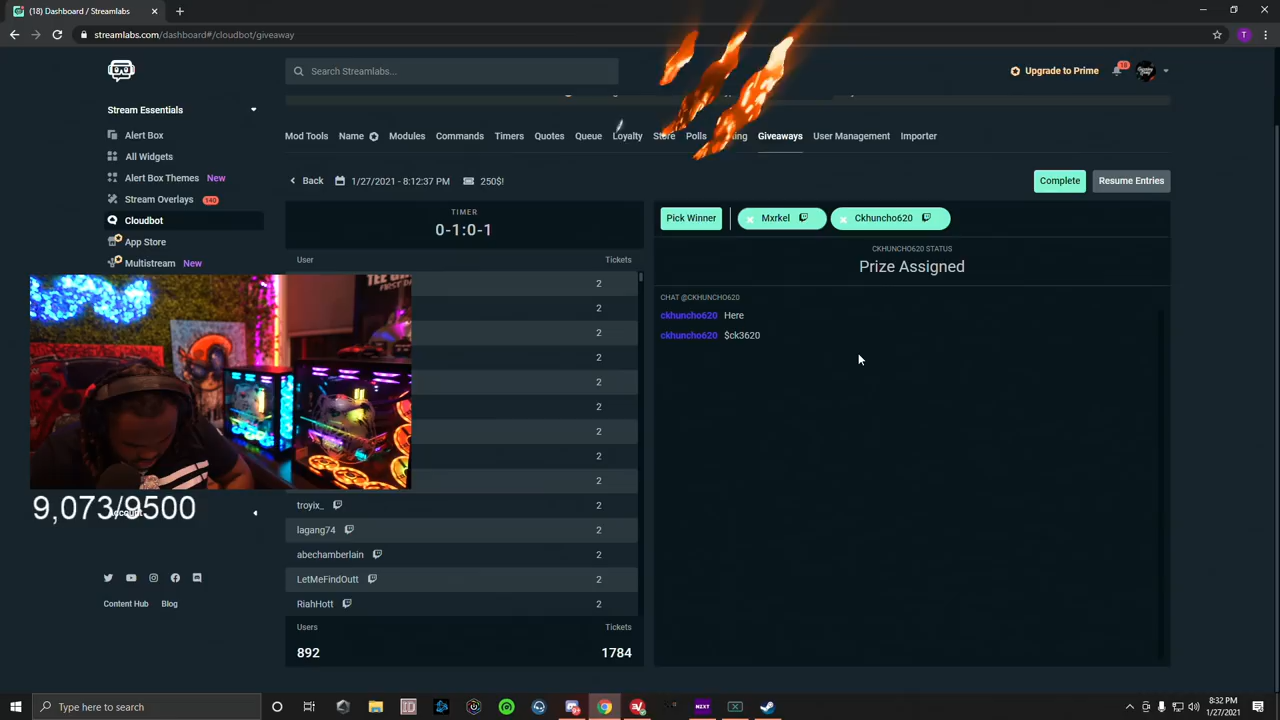 (18) Dashboard / Streamlabs
streamlabs.com/dashboard#/cloudbot/giveaway
Search Streamlabs...
Upgrade to Prime
18
Stream Essentials
Alert Box
All Widgets
Alert Box Themes New
Stream Overlays 140
Cloudbot
App Store
Multistream New
Mod Tools Name Modules Commands Timers Quotes Queue Loyalty Store Polls Giveaways User Management Importer
Back 1/27/2021 - 8:12:37 PM 250$!
Complete Resume Entries
TIMER
0-1:0-1
User Tickets
2
2
2
2
2
2
2
2
2
troyix_ 2
lagang74 2
abechamberlain 2
LetMeFindOutt 2
RiahHott 2
Users Tickets
892 1784
Pick Winner Mxrkel Ckhuncho620
CKHUNCHO620 STATUS
Prize Assigned
CHAT @CKHUNCHO620
ckhuncho620 Here
ckhuncho620 $ck3620
9,073/9500
Account
Content Hub Blog
Type here to search
NZXT
8:32 PM
1/27/2021